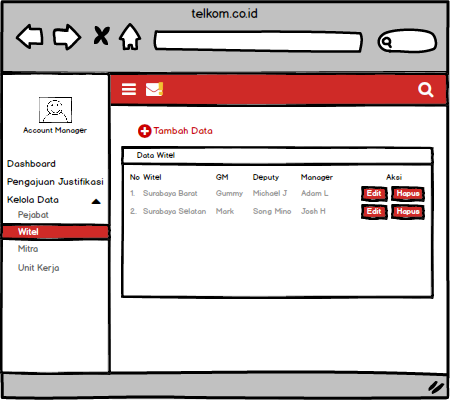 telkom.co.id
Account Manager
Dashboard
Pengajuan Justifikasi
Kelola Data
Pejabat
Witel
Mitra
Unit Kerja
Tambah Data
Data Witel
No Witel GM Deputy Manager Aksi
1. Surabaya Barat Gummy Michael J Adam L Edit Hapus
2. Surabaya Selatan Mark Song Mino Josh H Edit Hapus